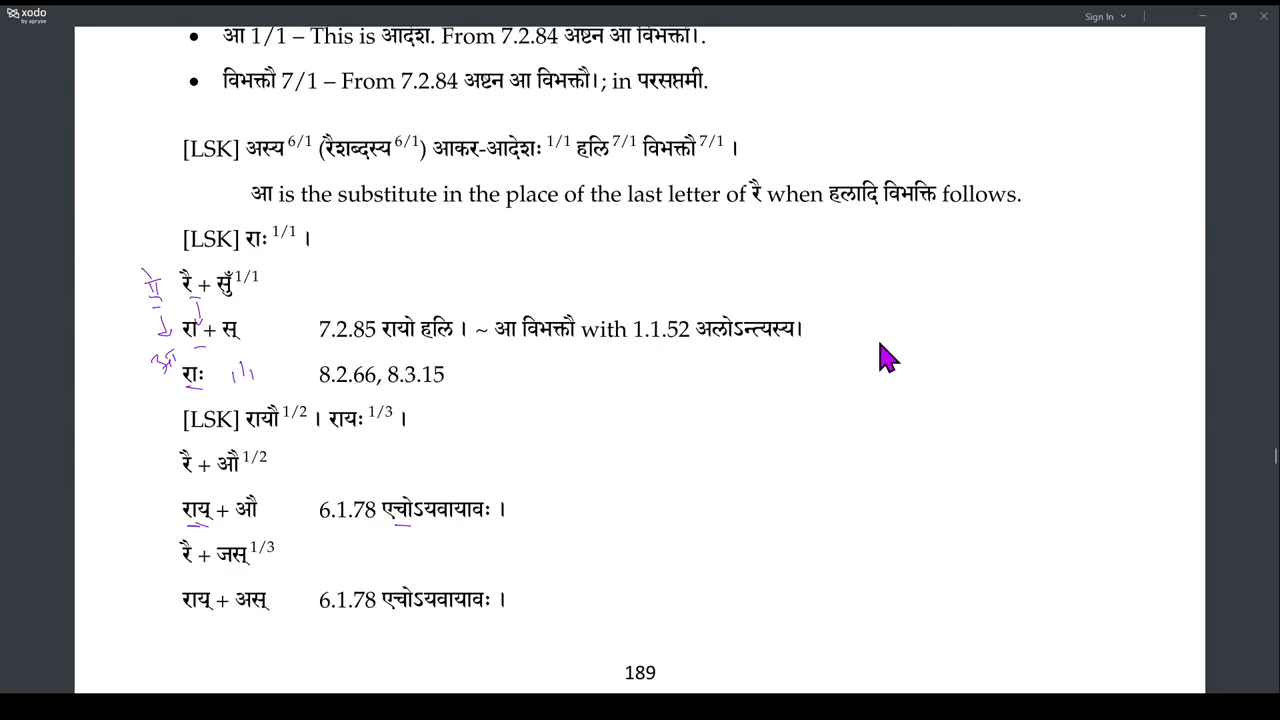 xodo
by apryse
Sign In
• आ 1/1 – This is आदेश. From 7.2.84 अष्टन आ विभक्तौ।.
• विभक्तौ 7/1 – From 7.2.84 अष्टन आ विभक्तौ।; in परसप्तमी.
[LSK] अस्य 6/1 (रैशब्दस्य 6/1) आकर-आदेशः 1/1 हलि 7/1 विभक्तौ 7/1 ।
आ is the substitute in the place of the last letter of रै when हलादि विभक्ति follows.
[LSK] राः 1/1 ।
रै + सुँ 1/1
रा + स् 7.2.85 रायो हलि । ~ आ विभक्तौ with 1.1.52 अलोऽन्त्यस्य।
राः 8.2.66, 8.3.15
[LSK] रायौ 1/2 । रायः 1/3 ।
रै + औ 1/2
राय् + औ 6.1.78 एचोऽयवायावः ।
रै + जस् 1/3
राय् + अस् 6.1.78 एचोऽयवायावः ।
189